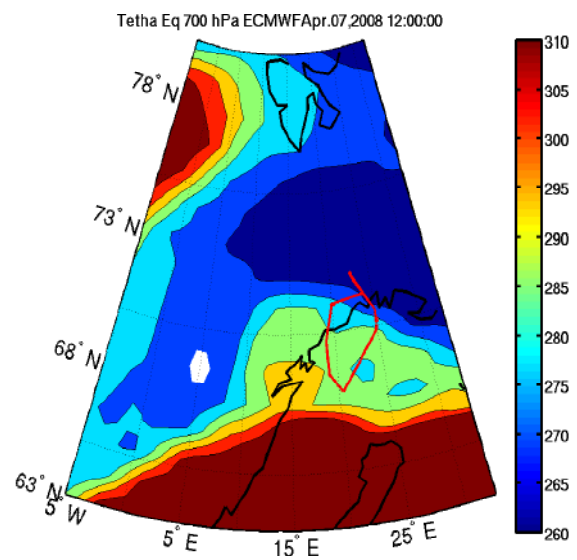 Tetha Eq 700 hPa ECMWFApr.07,2008 12:00:00
78° N
73° N
68° N
63° N
5° W
5° E
15° E
25° E
310
305
300
295
290
285
280
275
270
265
260